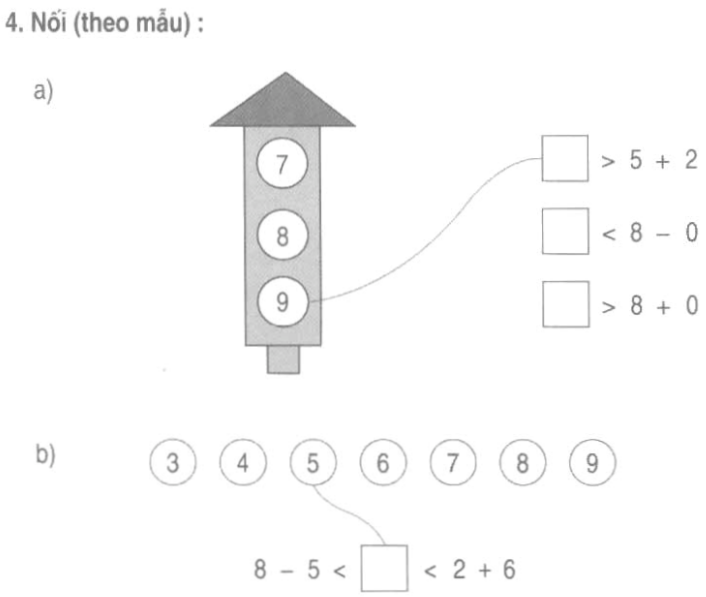 4. Nối (theo mẫu) :
a)
7
8
9
> 5 + 2
< 8 – 0
> 8 + 0
b)
3 4 5 6 7 8 9
8 – 5 < < 2 + 6